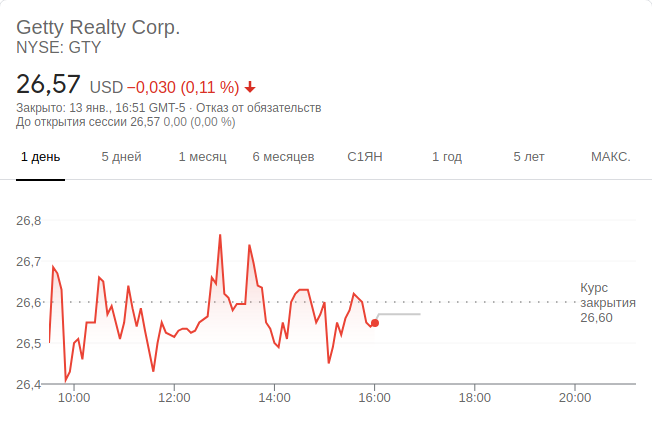 Getty Realty Corp.
NYSE: GTY
26,57 USD −0,030 (0,11 %)
Закрыто: 13 янв., 16:51 GMT-5 · Отказ от обязательств
До открытия сессии 26,57 0,00 (0,00 %)
1 день 5 дней 1 месяц 6 месяцев С1ЯН 1 год 5 лет МАКС.
26,8
26,7
26,6
26,5
26,4
Курс
закрытия
26,60
10:00 12:00 14:00 16:00 18:00 20:00